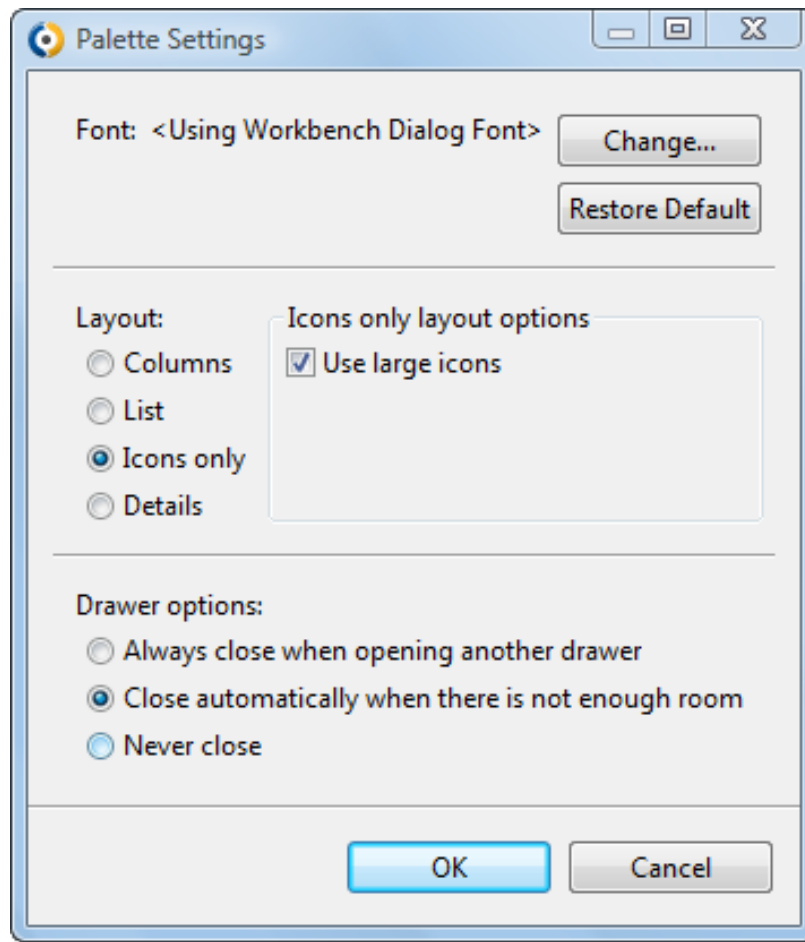 Palette Settings
Font: <Using Workbench Dialog Font> Change...
Restore Default
Layout:
Icons only layout options
Columns
Use large icons
List
Icons only
Details
Drawer options:
Always close when opening another drawer
Close automatically when there is not enough room
Never close
OK Cancel